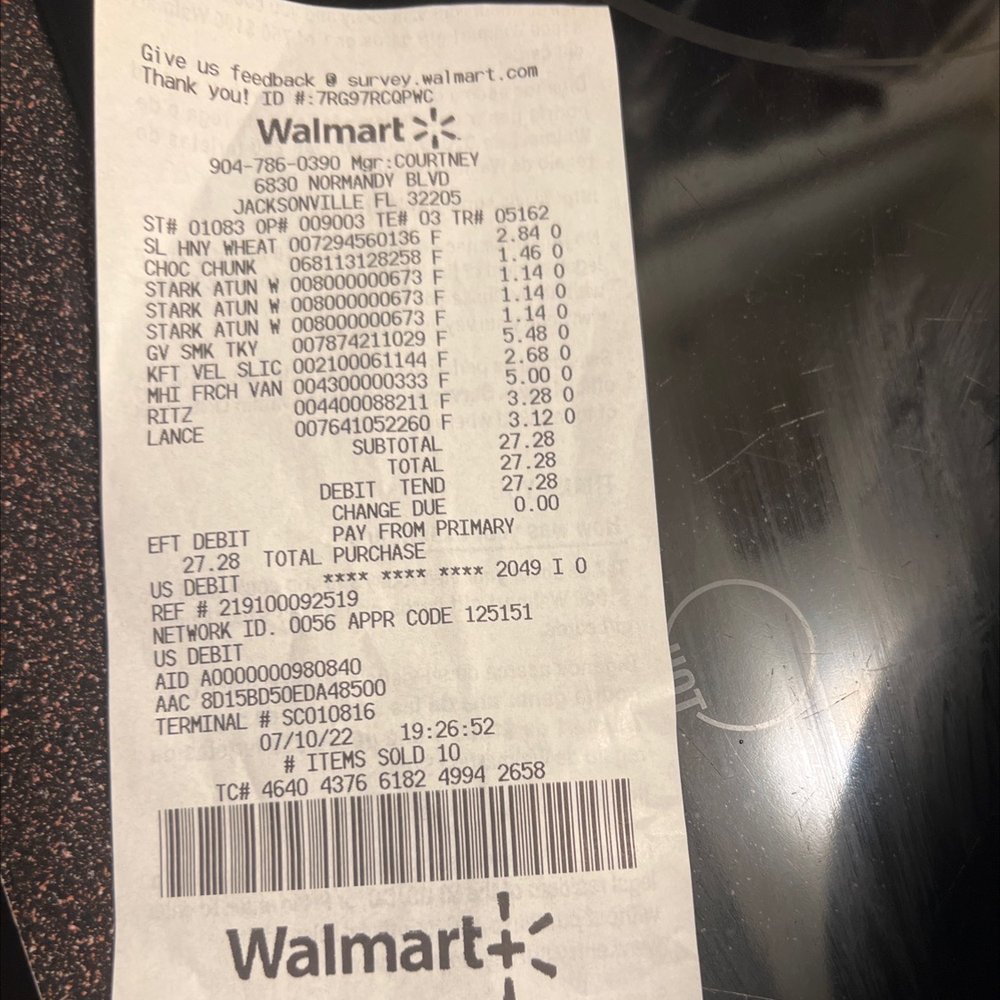 Give us feedback @ survey.walmart.com
Thank you! ID #:7RG97RCQPWC
Walmart
904-786-0390 Mgr:COURTNEY
6830 NORMANDY BLVD
JACKSONVILLE FL 32205
ST# 01083 OP# 009003 TE# 03 TR# 05162
SL HNY WHEAT 007294560136 F 2.84 O
CHOC CHUNK 068113128258 F 1.46 O
STARK ATUN W 008000000673 F 1.14 O
STARK ATUN W 008000000673 F 1.14 O
STARK ATUN W 008000000673 F 1.14 O
GV SMK TKY 007874211029 F 5.48 O
KFT VEL SLIC 002100061144 F 2.68 O
MHI FRCH VAN 004300000333 F 5.00 O
RITZ 004400088211 F 3.28 O
LANCE 007641052260 F 3.12 O
SUBTOTAL 27.28
TOTAL 27.28
DEBIT TEND 27.28
CHANGE DUE 0.00
EFT DEBIT PAY FROM PRIMARY
27.28 TOTAL PURCHASE
US DEBIT **** **** **** 2049 I 0
REF # 219100092519
NETWORK ID. 0056 APPR CODE 125151
US DEBIT
AID A0000000980840
AAC 8D15BD50EDA48500
TERMINAL # SC010816
07/10/22 19:26:52
# ITEMS SOLD 10
TC# 4640 4376 6182 4994 2658
Walmart+
HOT